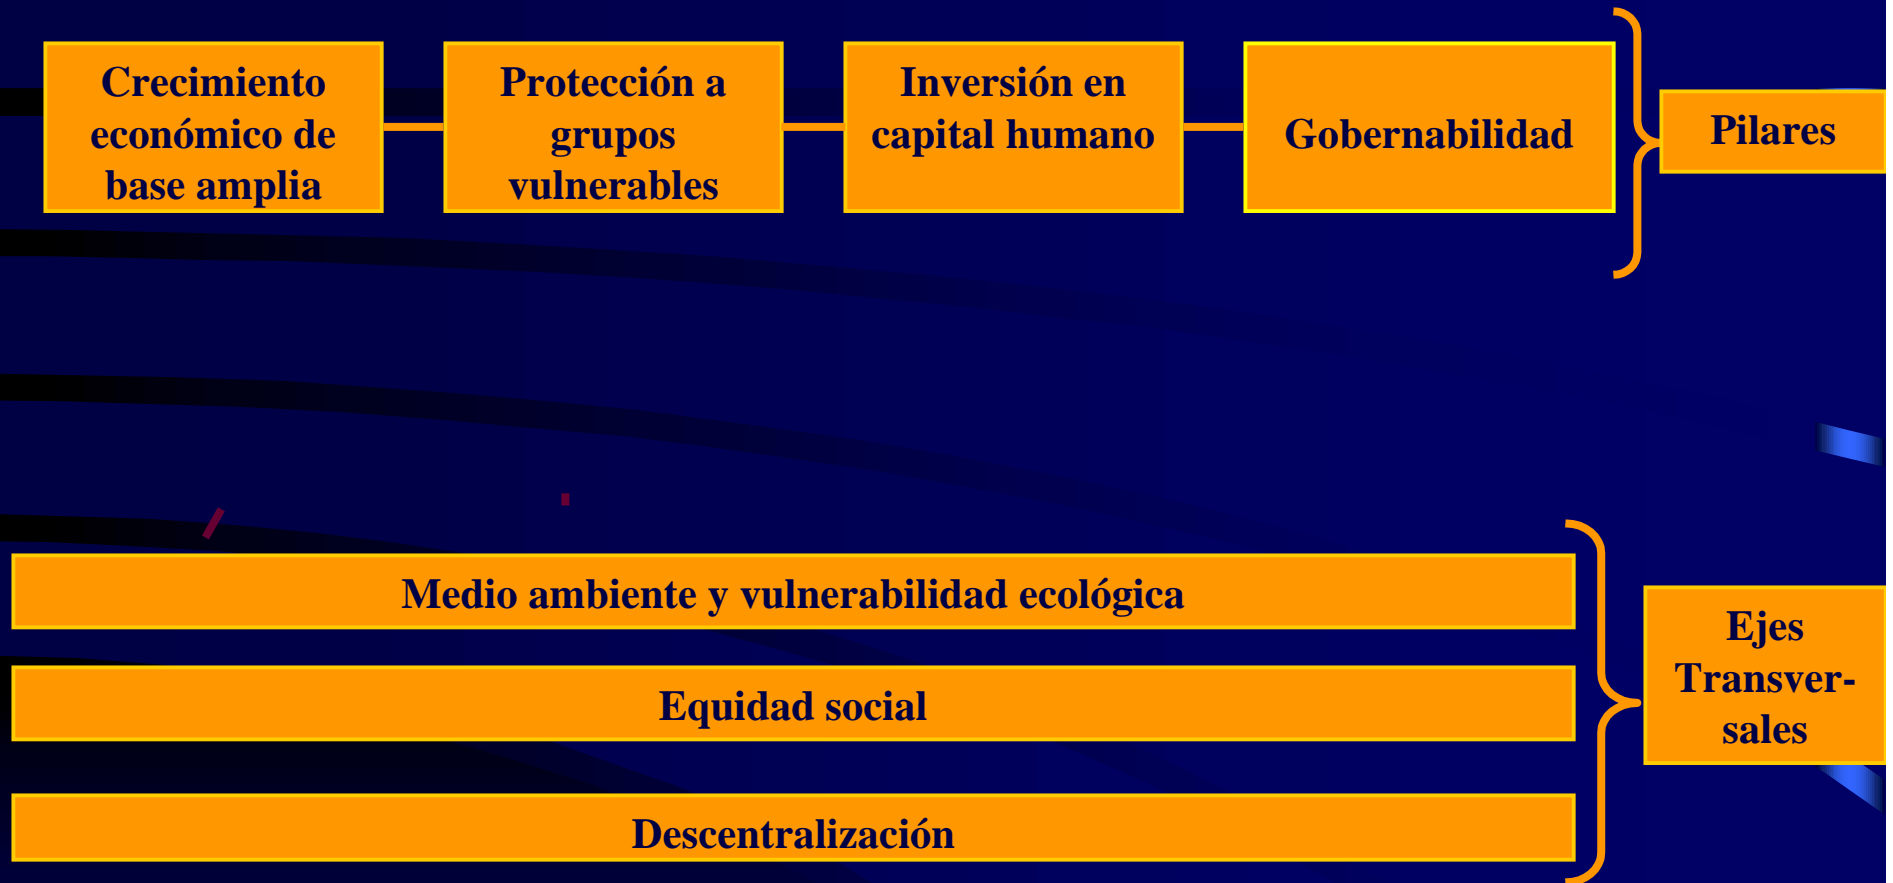 Crecimiento
económico de
base amplia
Protección a
grupos
vulnerables
Inversión en
capital humano
Gobernabilidad
Pilares
Medio ambiente y vulnerabilidad ecológica
Equidad social
Descentralización
Ejes
Transver-
sales